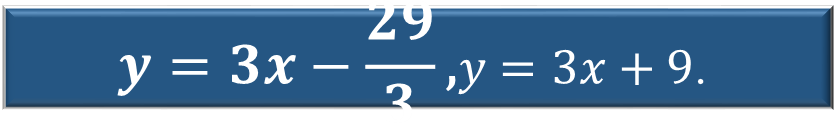 y = 3x − 29/3 ,y = 3x + 9.